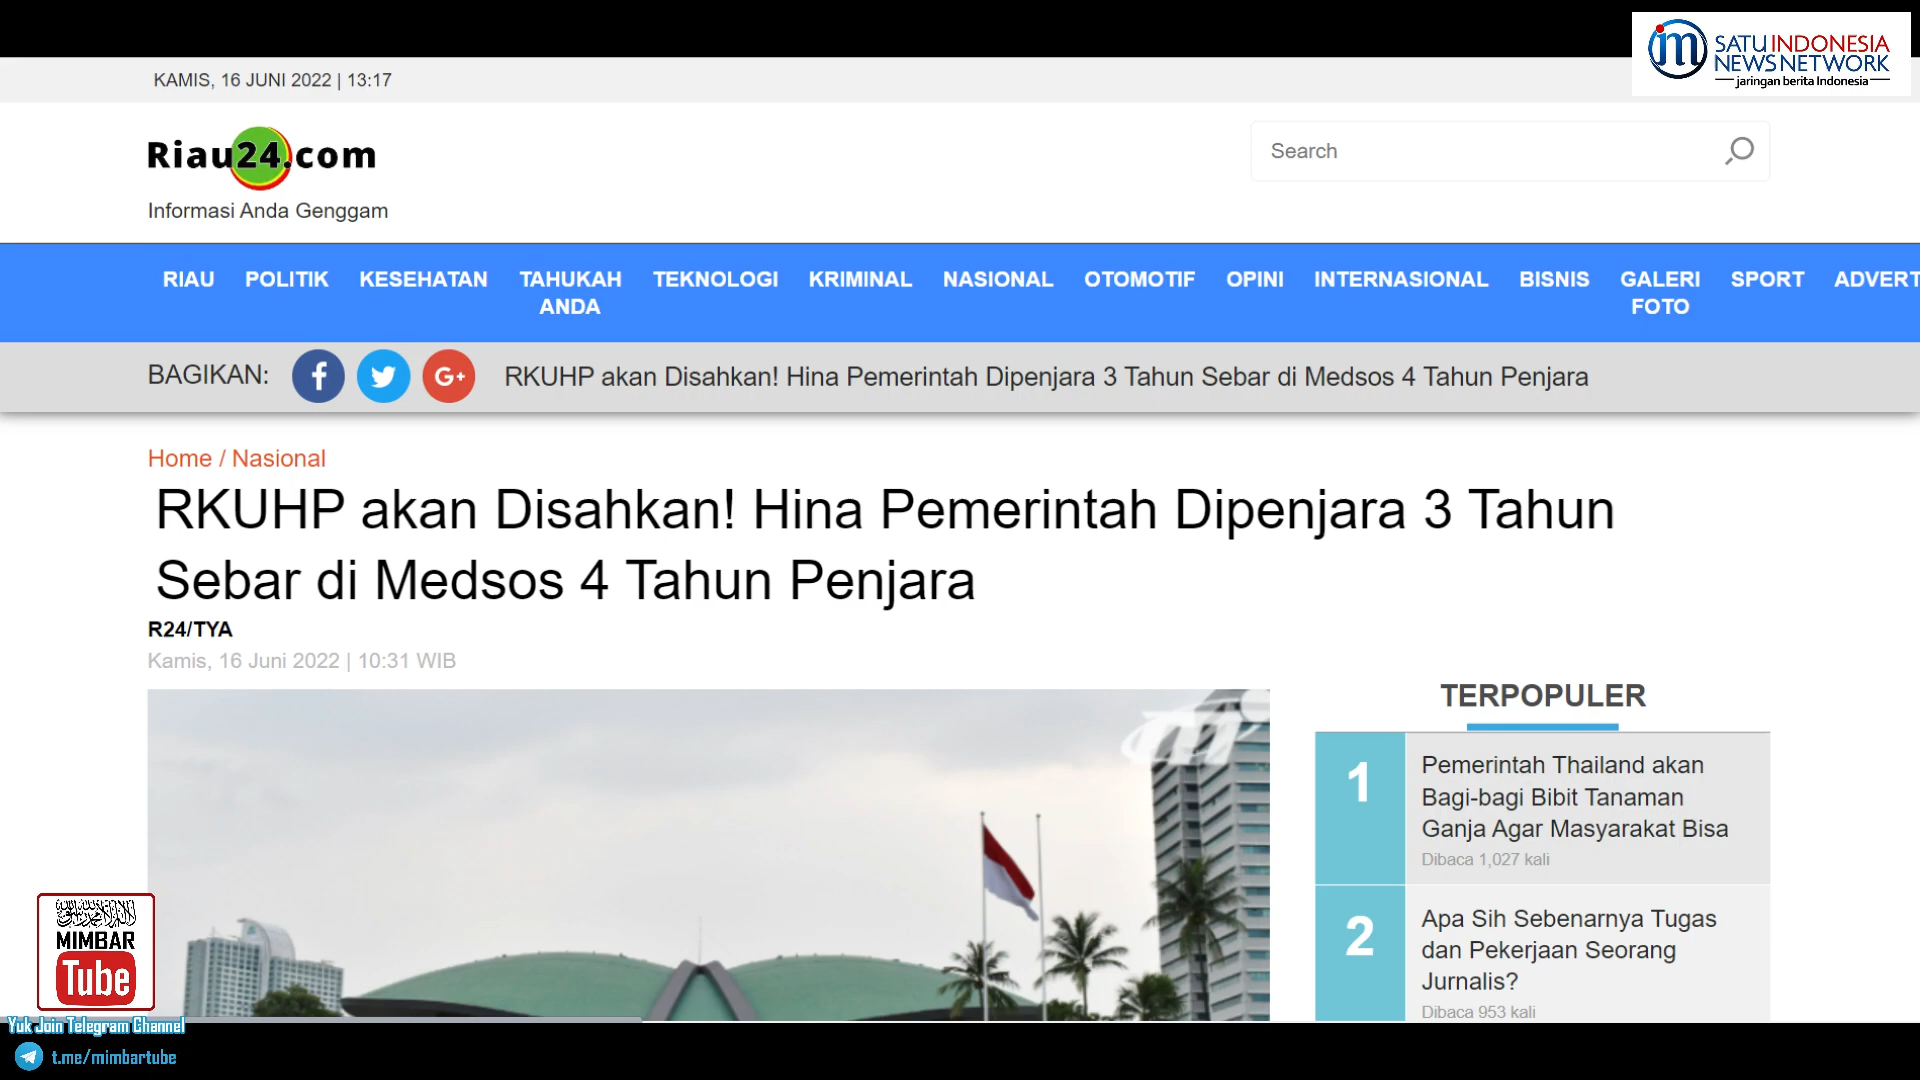 SATU INDONESIA
NEWS NETWORK
jaringan berita Indonesia
KAMIS, 16 JUNI 2022 | 13:17
Riau24.com
Informasi Anda Genggam
Search
RIAU POLITIK KESEHATAN TAHUKAH ANDA TEKNOLOGI KRIMINAL NASIONAL OTOMOTIF OPINI INTERNASIONAL BISNIS GALERI FOTO SPORT ADVERT
BAGIKAN: RKUHP akan Disahkan! Hina Pemerintah Dipenjara 3 Tahun Sebar di Medsos 4 Tahun Penjara
Home / Nasional
RKUHP akan Disahkan! Hina Pemerintah Dipenjara 3 Tahun
Sebar di Medsos 4 Tahun Penjara
R24/TYA
Kamis, 16 Juni 2022 | 10:31 WIB
TERPOPULER
1
Pemerintah Thailand akan
Bagi-bagi Bibit Tanaman
Ganja Agar Masyarakat Bisa
Dibaca 1,027 kali
2
Apa Sih Sebenarnya Tugas
dan Pekerjaan Seorang
Jurnalis?
Dibaca 953 kali
MIMBAR
Tube
Yuk Join Telegram Channel
t.me/mimbartube